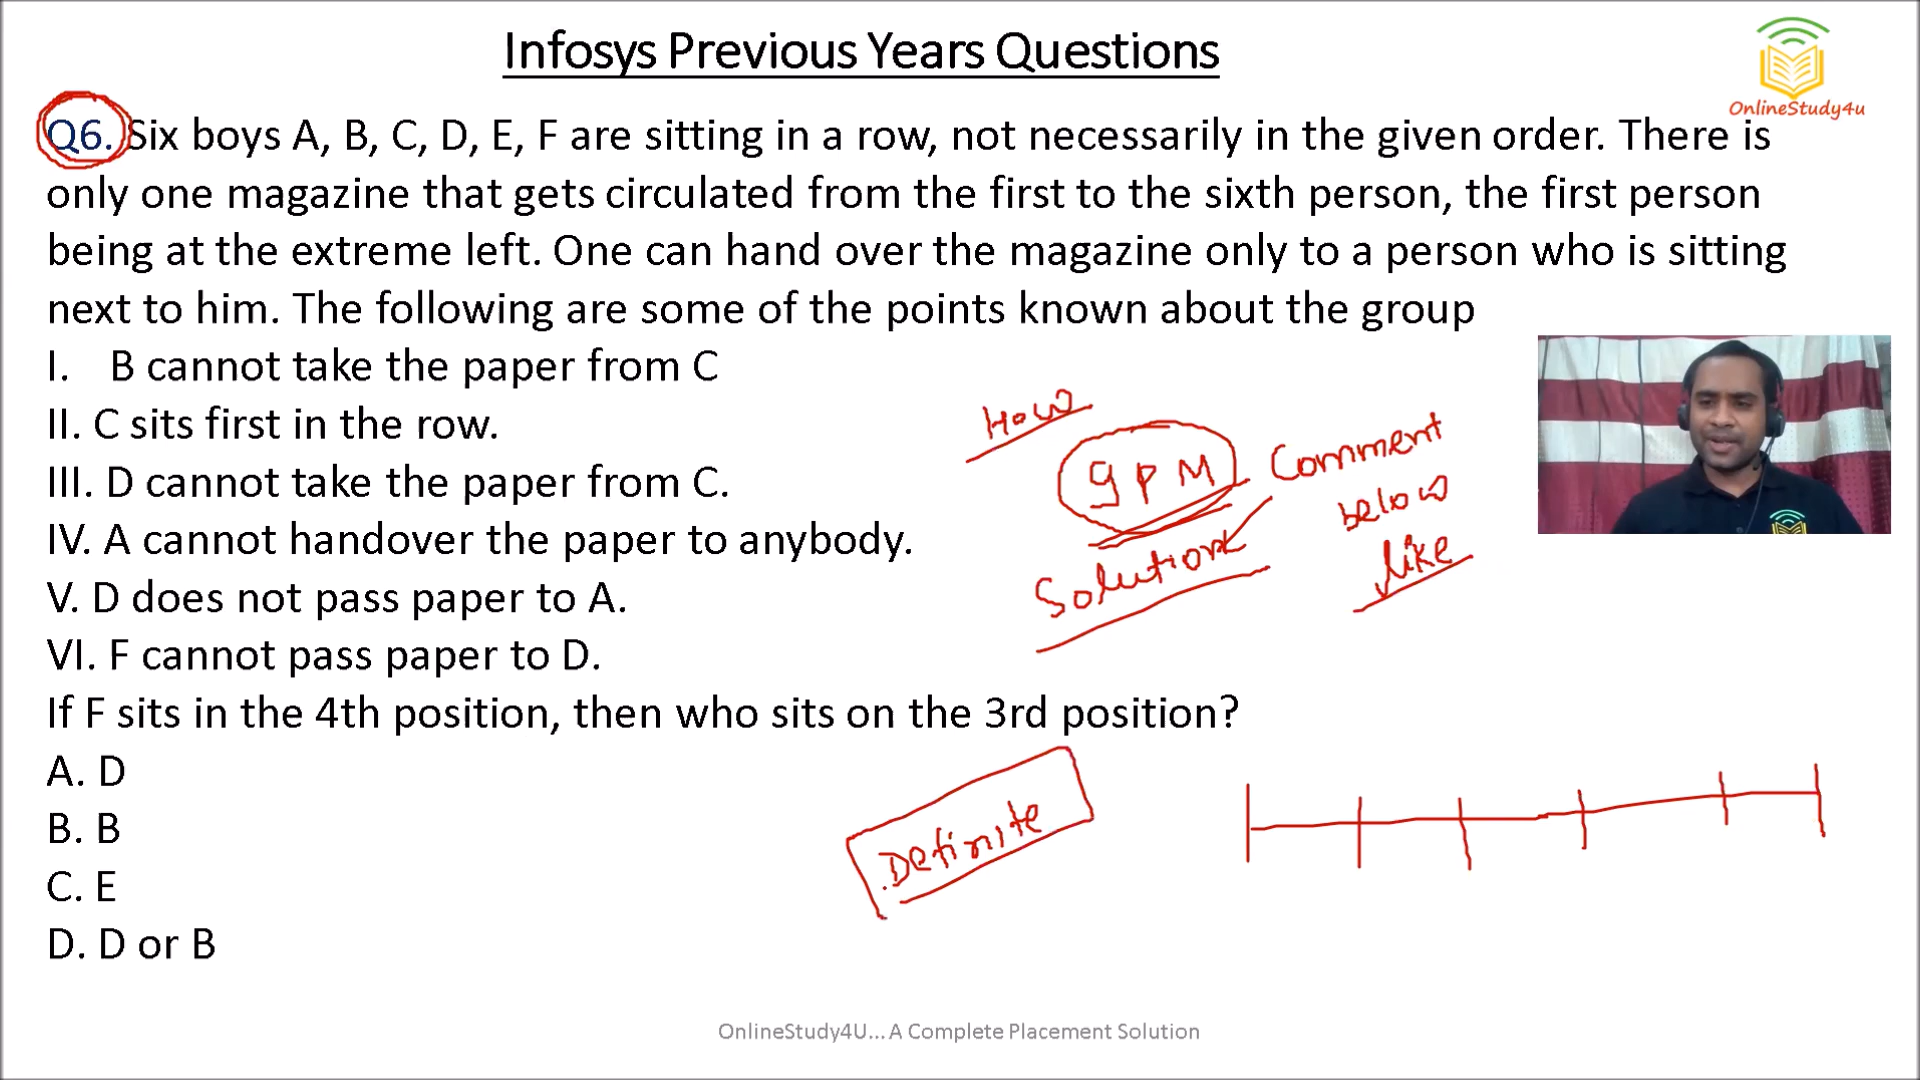 Infosys Previous Years Questions
OnlineStudy4u
Q6. Six boys A, B, C, D, E, F are sitting in a row, not necessarily in the given order. There is
only one magazine that gets circulated from the first to the sixth person, the first person
being at the extreme left. One can hand over the magazine only to a person who is sitting
next to him. The following are some of the points known about the group
I. B cannot take the paper from C
II. C sits first in the row.
III. D cannot take the paper from C.
IV. A cannot handover the paper to anybody.
V. D does not pass paper to A.
VI. F cannot pass paper to D.
If F sits in the 4th position, then who sits on the 3rd position?
A. D
B. B
C. E
D. D or B
How
9 PM
Comment
below
like
Solution
Definite
OnlineStudy4U... A Complete Placement Solution